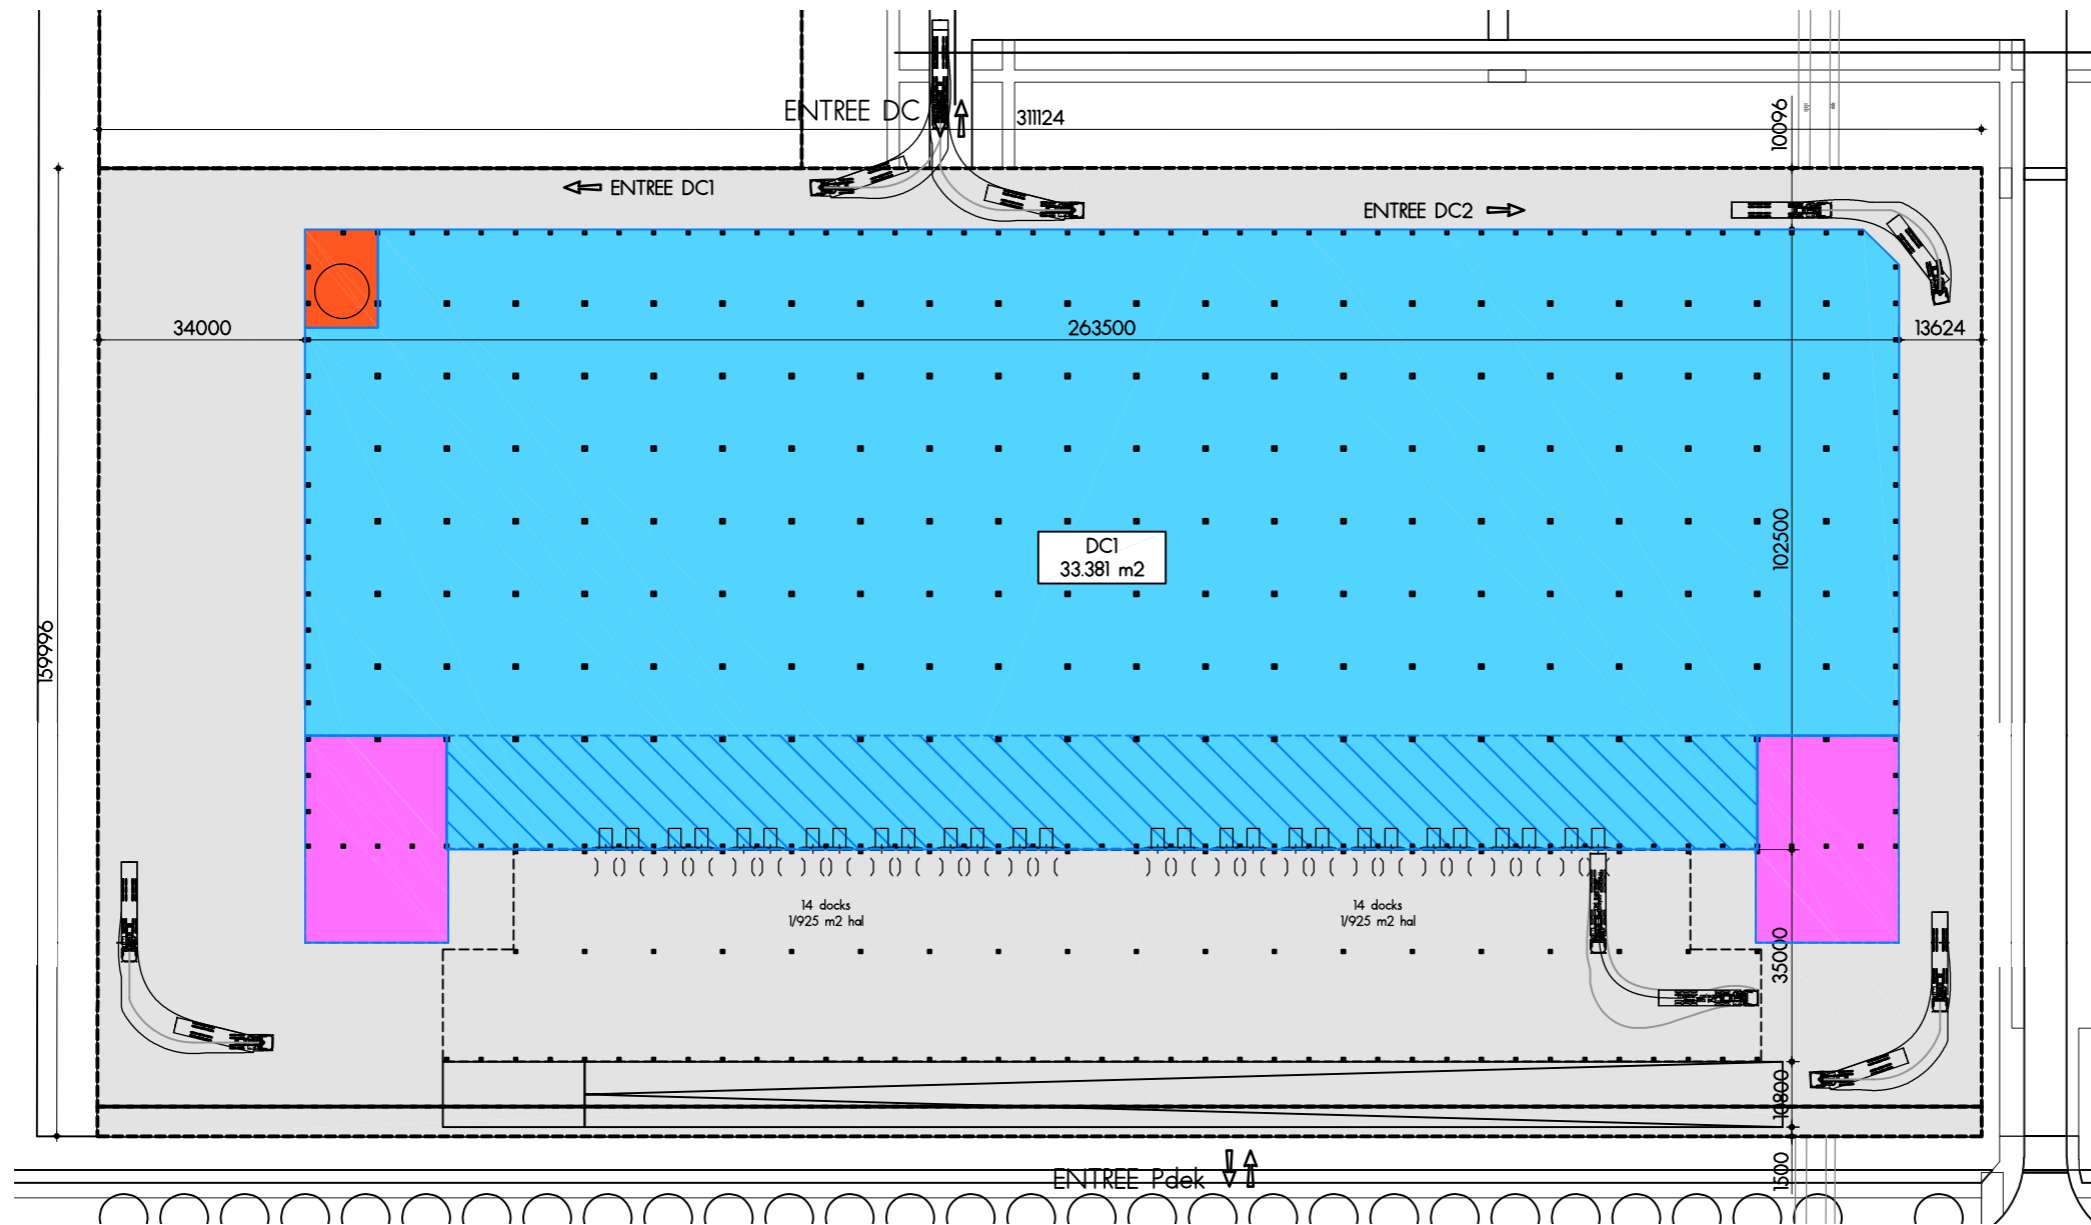 ENTREE DC
311124
10096
ENTREE DC1
ENTREE DC2
34000
263500
13624
102500
DC1
33.381 m2
159996
14 docks
1/925 m2 hal
14 docks
1/925 m2 hal
35000
10800
ENTREE Pdek
1500